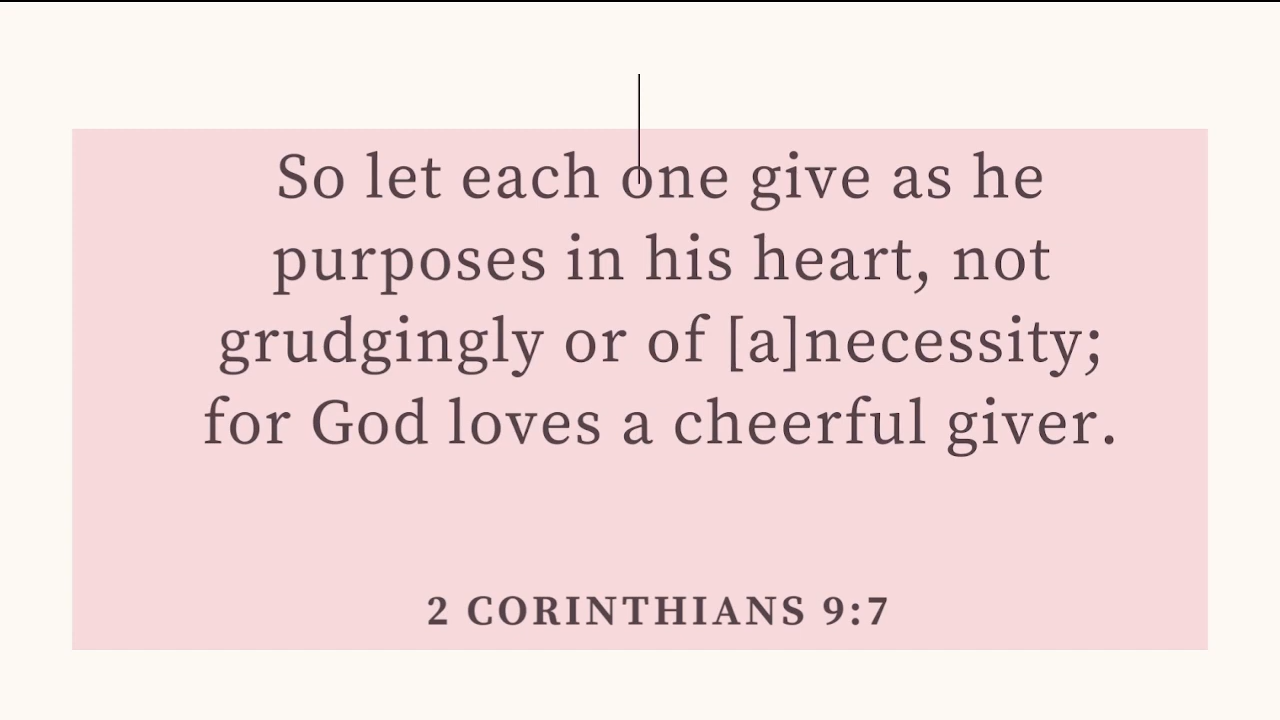 So let each one give as he
purposes in his heart, not
grudgingly or of [a]necessity;
for God loves a cheerful giver.
2 CORINTHIANS 9:7